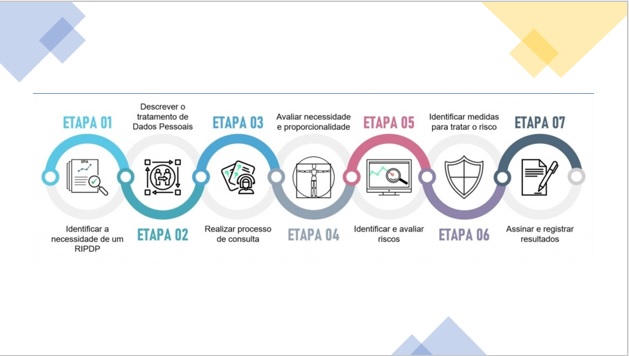 ETAPA 01
Identificar a
necessidade de um
RIPDP
Descrever o
tratamento de
Dados Pessoais
ETAPA 02
ETAPA 03
Realizar processo
de consulta
Avaliar necessidade
e proporcionalidade
ETAPA 04
ETAPA 05
Identificar e avaliar
riscos
Identificar medidas
para tratar o risco
ETAPA 06
ETAPA 07
Assinar e registrar
resultados